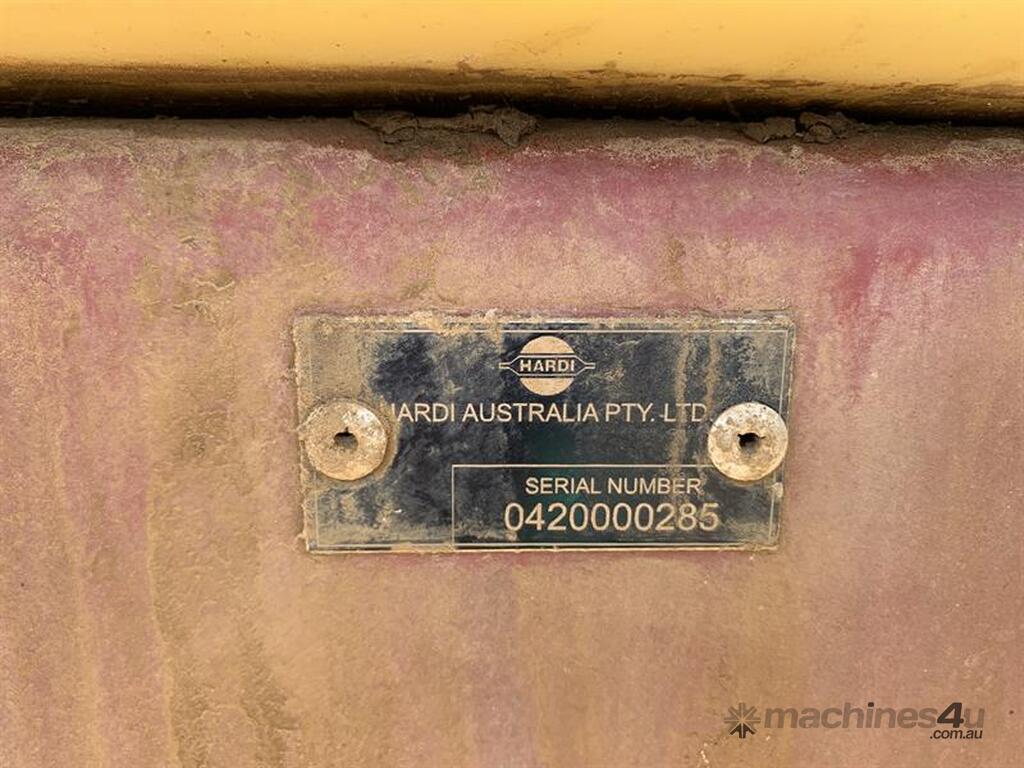 HARDI
HARDI AUSTRALIA PTY. LTD.
SERIAL NUMBER
0420000285
machines4u
.com.au